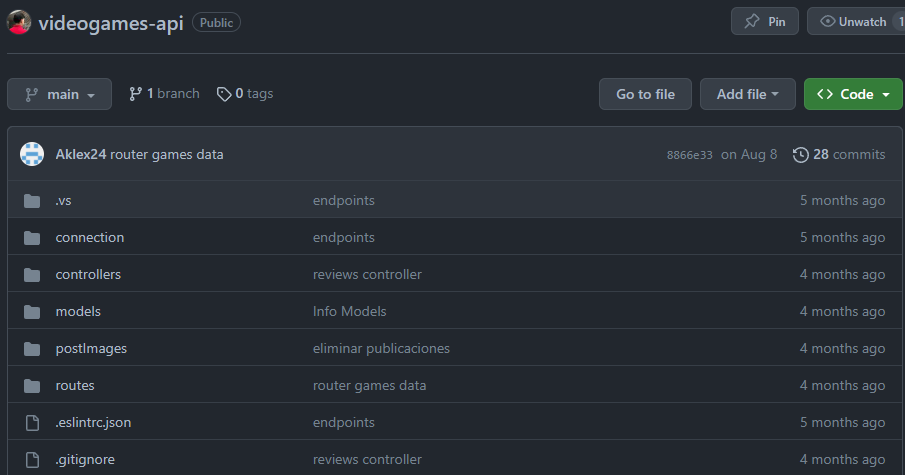 videogames-api Public Pin Unwatch 1
main 1 branch 0 tags Go to file Add file Code
Aklex24 router games data 8866e33 on Aug 8 28 commits
.vs endpoints 5 months ago
connection endpoints 5 months ago
controllers reviews controller 4 months ago
models Info Models 4 months ago
postImages eliminar publicaciones 4 months ago
routes router games data 4 months ago
.eslintrc.json endpoints 5 months ago
.gitignore reviews controller 4 months ago